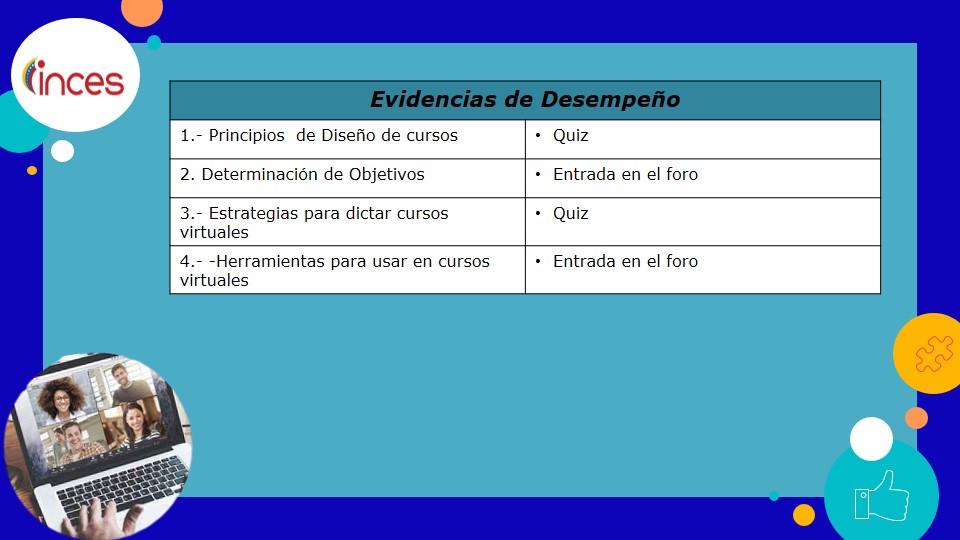 inces
Evidencias de Desempeño
1.- Principios  de Diseño de cursos
• Quiz
2. Determinación de Objetivos
• Entrada en el foro
3.- Estrategias para dictar cursos
virtuales
• Quiz
4.- -Herramientas para usar en cursos
virtuales
• Entrada en el foro